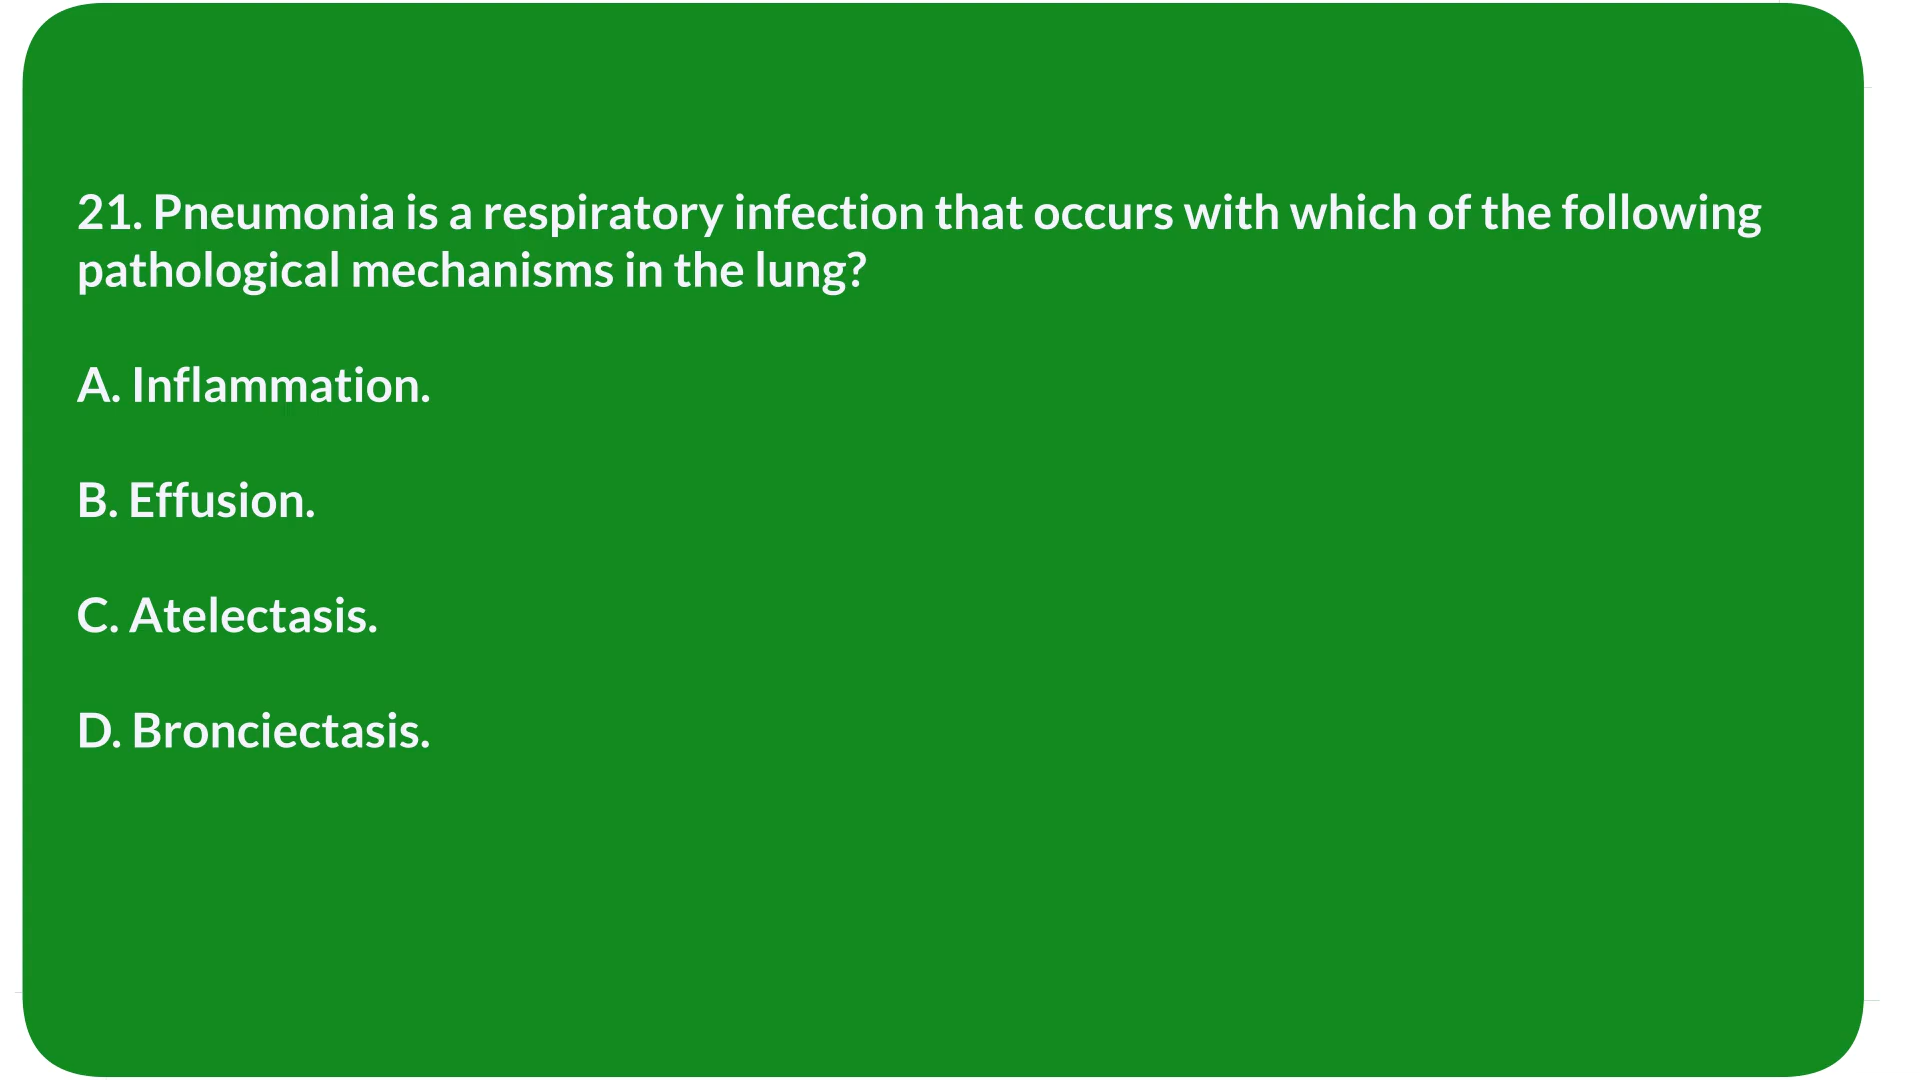 21. Pneumonia is a respiratory infection that occurs with which of the following
pathological mechanisms in the lung?
A. Inflammation.
B. Effusion.
C. Atelectasis.
D. Bronciectasis.